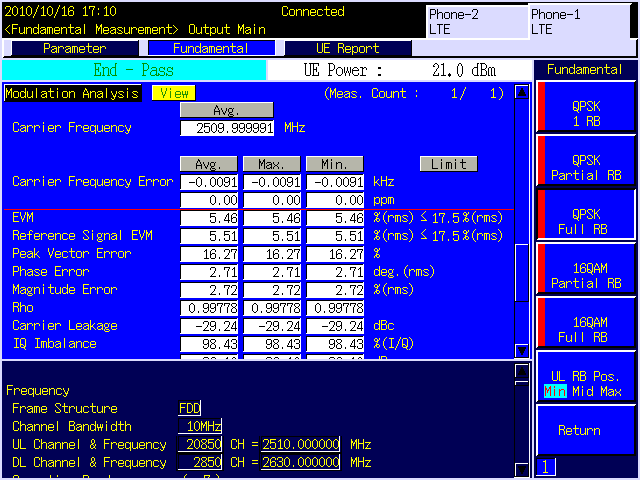 2010/10/16 17:10 Connected Phone-2 Phone-1
<Fundamental Measurement> Output Main LTE LTE
Parameter Fundamental UE Report
End - Pass UE Power : 21.0 dBm Fundamental
Modulation Analysis View (Meas. Count : 1/ 1)
Avg.
Carrier Frequency 2509.999991 MHz
QPSK
1 RB
Avg. Max. Min. Limit
QPSK
Partial RB
Carrier Frequency Error -0.0091 -0.0091 -0.0091 kHz
0.00 0.00 0.00 ppm
EVM 5.46 5.46 5.46 %(rms) ≤ 17.5%(rms)
QPSK
Full RB
Reference Signal EVM 5.51 5.51 5.51 %(rms) ≤ 17.5%(rms)
Peak Vector Error 16.27 16.27 16.27 %
Phase Error 2.71 2.71 2.71 deg.(rms)
16QAM
Partial RB
Magnitude Error 2.72 2.72 2.72 %(rms)
Rho 0.99778 0.99778 0.99778
Carrier Leakage -29.24 -29.24 -29.24 dBc
16QAM
Full RB
IQ Imbalance 98.43 98.43 98.43 %(I/Q)
UL RB Pos.
Min Mid Max
Frequency
Frame Structure FDD
Channel Bandwidth 10MHz
Return
UL Channel & Frequency 20850 CH = 2510.000000 MHz
DL Channel & Frequency 2850 CH = 2630.000000 MHz
1